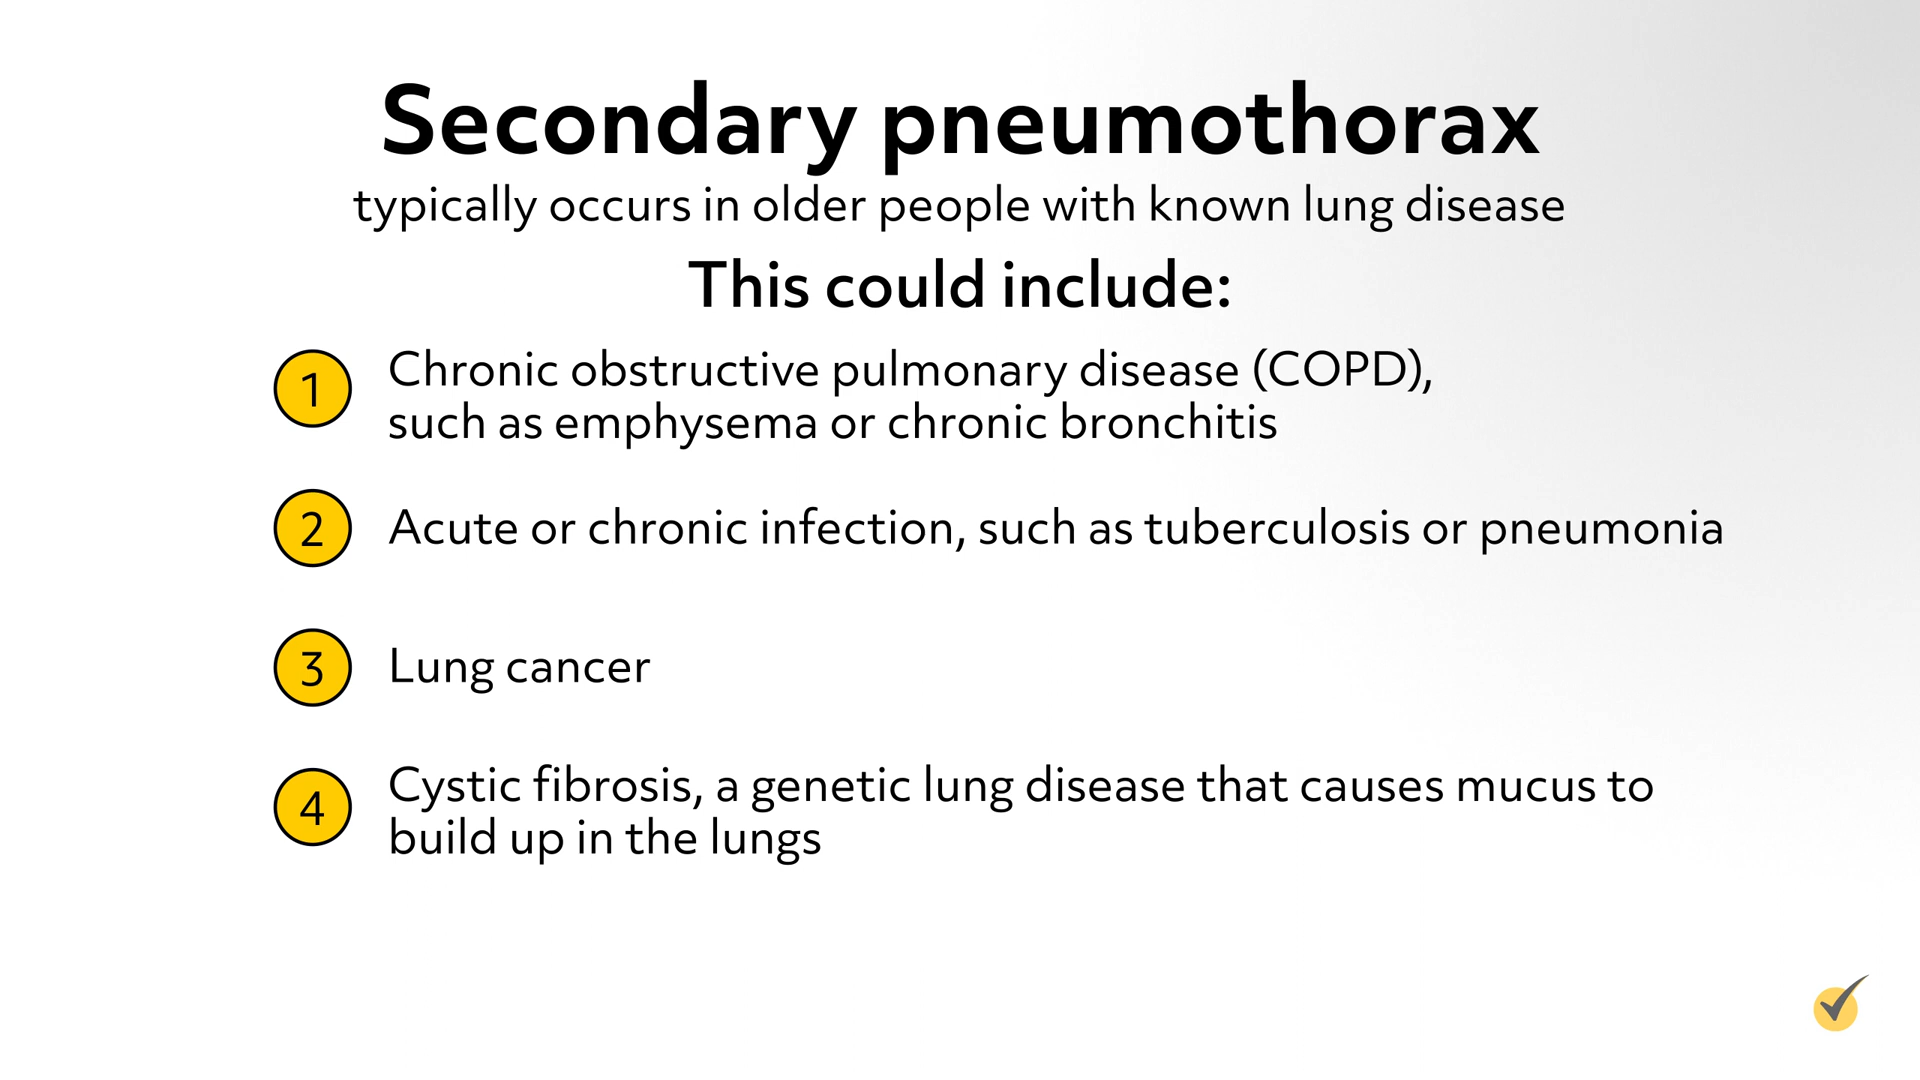 Secondary pneumothorax
typically occurs in older people with known lung disease
This could include:
1 Chronic obstructive pulmonary disease (COPD),
such as emphysema or chronic bronchitis
2 Acute or chronic infection, such as tuberculosis or pneumonia
3 Lung cancer
4 Cystic fibrosis, a genetic lung disease that causes mucus to
build up in the lungs